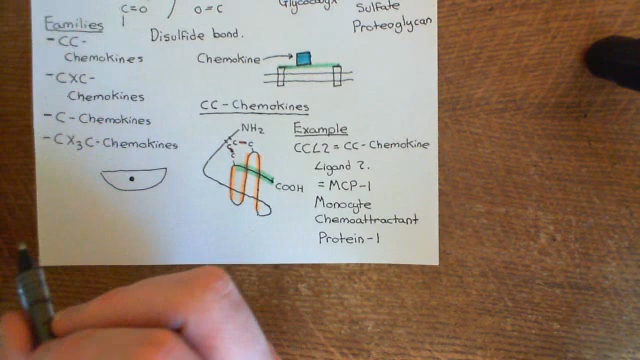 C=O
O=C
Disulfide bond.
Glycocalyx
Sulfate
Proteoglycan
Families
-CC-
Chemokines
-CXC-
Chemokines
-C-Chemokines
-CX3C-Chemokines
Chemokine
CC-Chemokines
NH2
C-C
C
C
COOH
Example
CCL2 = CC-Chemokine
Ligand 2.
= MCP-1
Monocyte
Chemoattractant
Protein-1